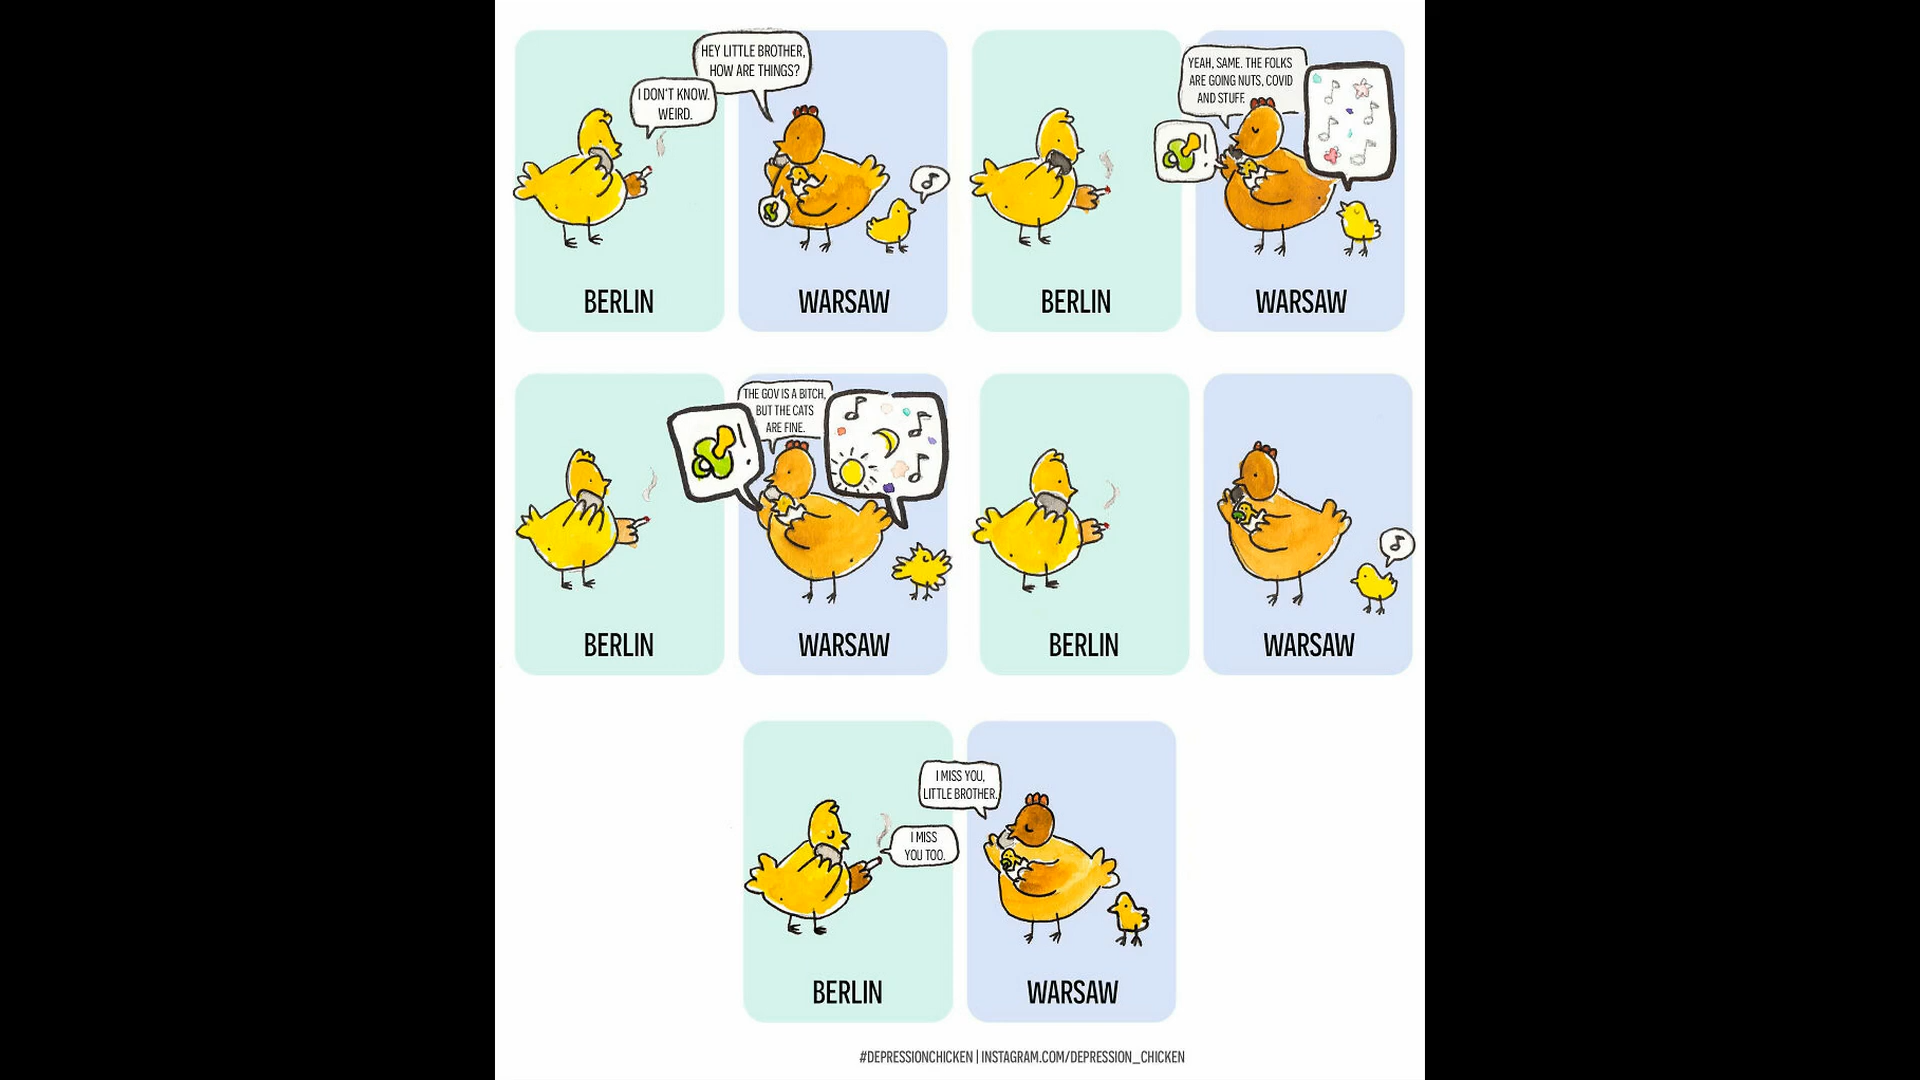 HEY LITTLE BROTHER,
HOW ARE THINGS?
I DON'T KNOW.
WEIRD.
BERLIN
WARSAW
YEAH, SAME. THE FOLKS
ARE GOING NUTS, COVID
AND STUFF.
!
BERLIN
WARSAW
THE GOV IS A BITCH,
BUT THE CATS
ARE FINE.
!
BERLIN
WARSAW
BERLIN
WARSAW
I MISS YOU,
LITTLE BROTHER.
I MISS
YOU TOO.
BERLIN
WARSAW
#DEPRESSIONCHICKEN | INSTAGRAM.COM/DEPRESSION_CHICKEN